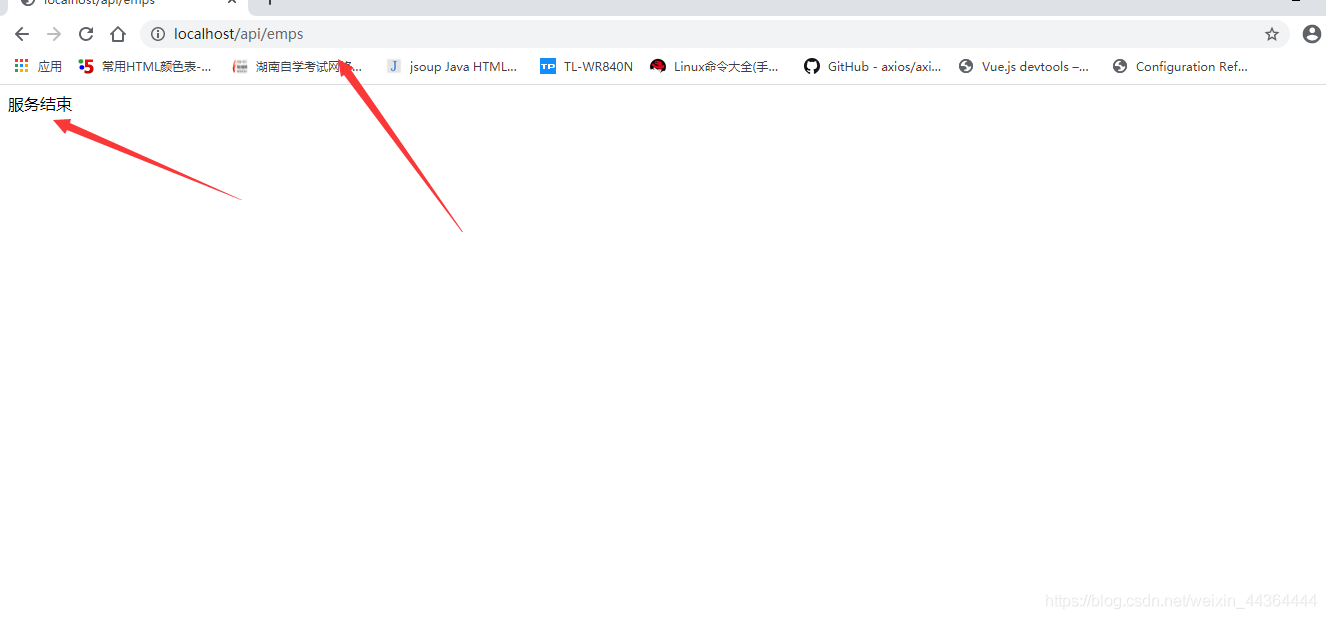 localhost/api/emps
localhost/api/emps
应用 常用HTML颜色表-... 湖南自学考试网络... J jsoup Java HTML... TP TL-WR840N Linux命令大全(手... GitHub - axios/axi... Vue.js devtools –... Configuration Ref...
服务结束
https://blog.csdn.net/weixin_44364444